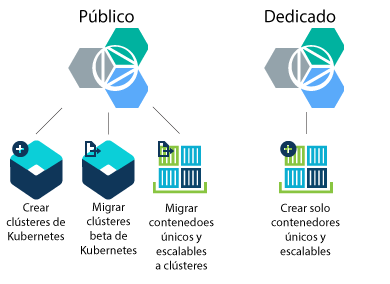 Público
Dedicado
Crear
clústeres de
Kubernetes
Migrar
clústeres
beta de
Kubernetes
Migrar
contenedoes
únicos y
escalables
a clústeres
Crear solo
contenedores
únicos y
escalables